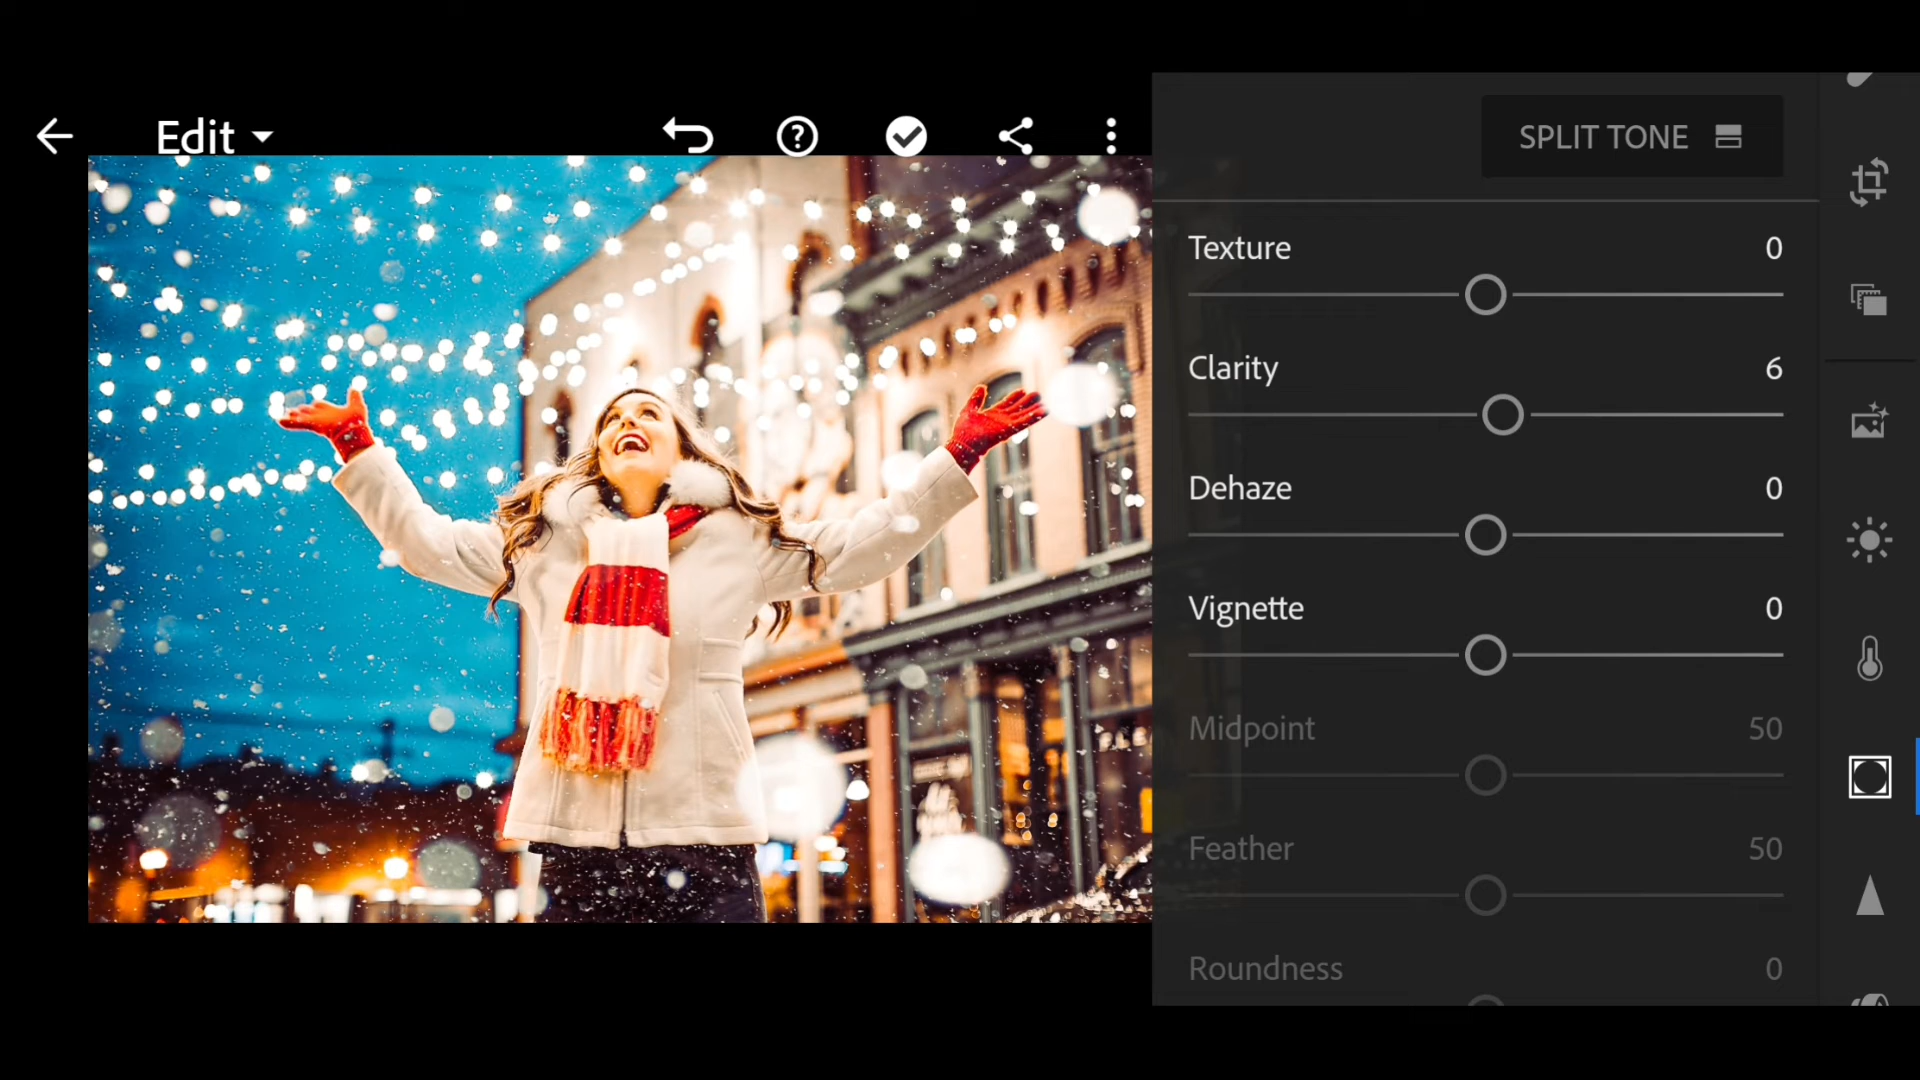 Edit
SPLIT TONE
Texture 0
Clarity 6
Dehaze 0
Vignette 0
Midpoint 50
Feather 50
Roundness 0